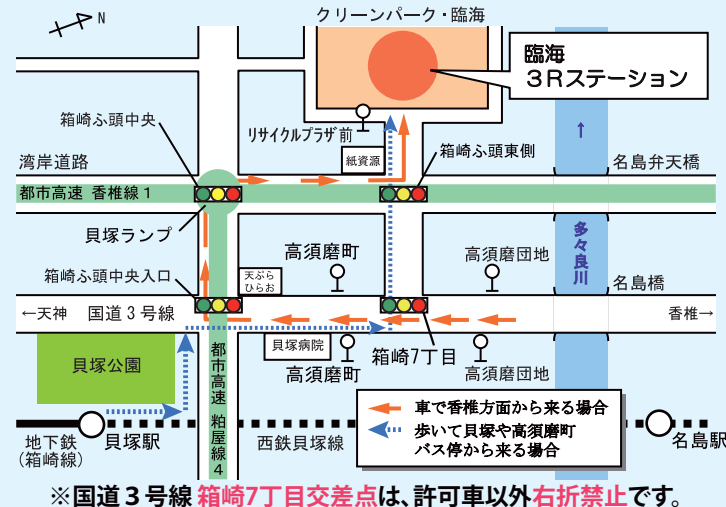 N
クリーンパーク・臨海
臨海
3Rステーション
箱崎ふ頭中央
リサイクルプラザ前
紙資源
箱崎ふ頭東側
湾岸道路
名島弁天橋
都市高速 香椎線1
貝塚ランプ
高須磨町
高須磨団地
多々良川
箱崎ふ頭中央入口
天ぷら
ひらお
名島橋
←天神 国道3号線
香椎→
貝塚公園
都市高速 粕屋線4
貝塚病院
高須磨町
箱崎7丁目
高須磨団地
車で香椎方面から来る場合
歩いて貝塚や高須磨町
バス停から来る場合
地下鉄
(箱崎線)
貝塚駅
西鉄貝塚線
名島駅
※国道3号線 箱崎7丁目交差点は、許可車以外右折禁止です。